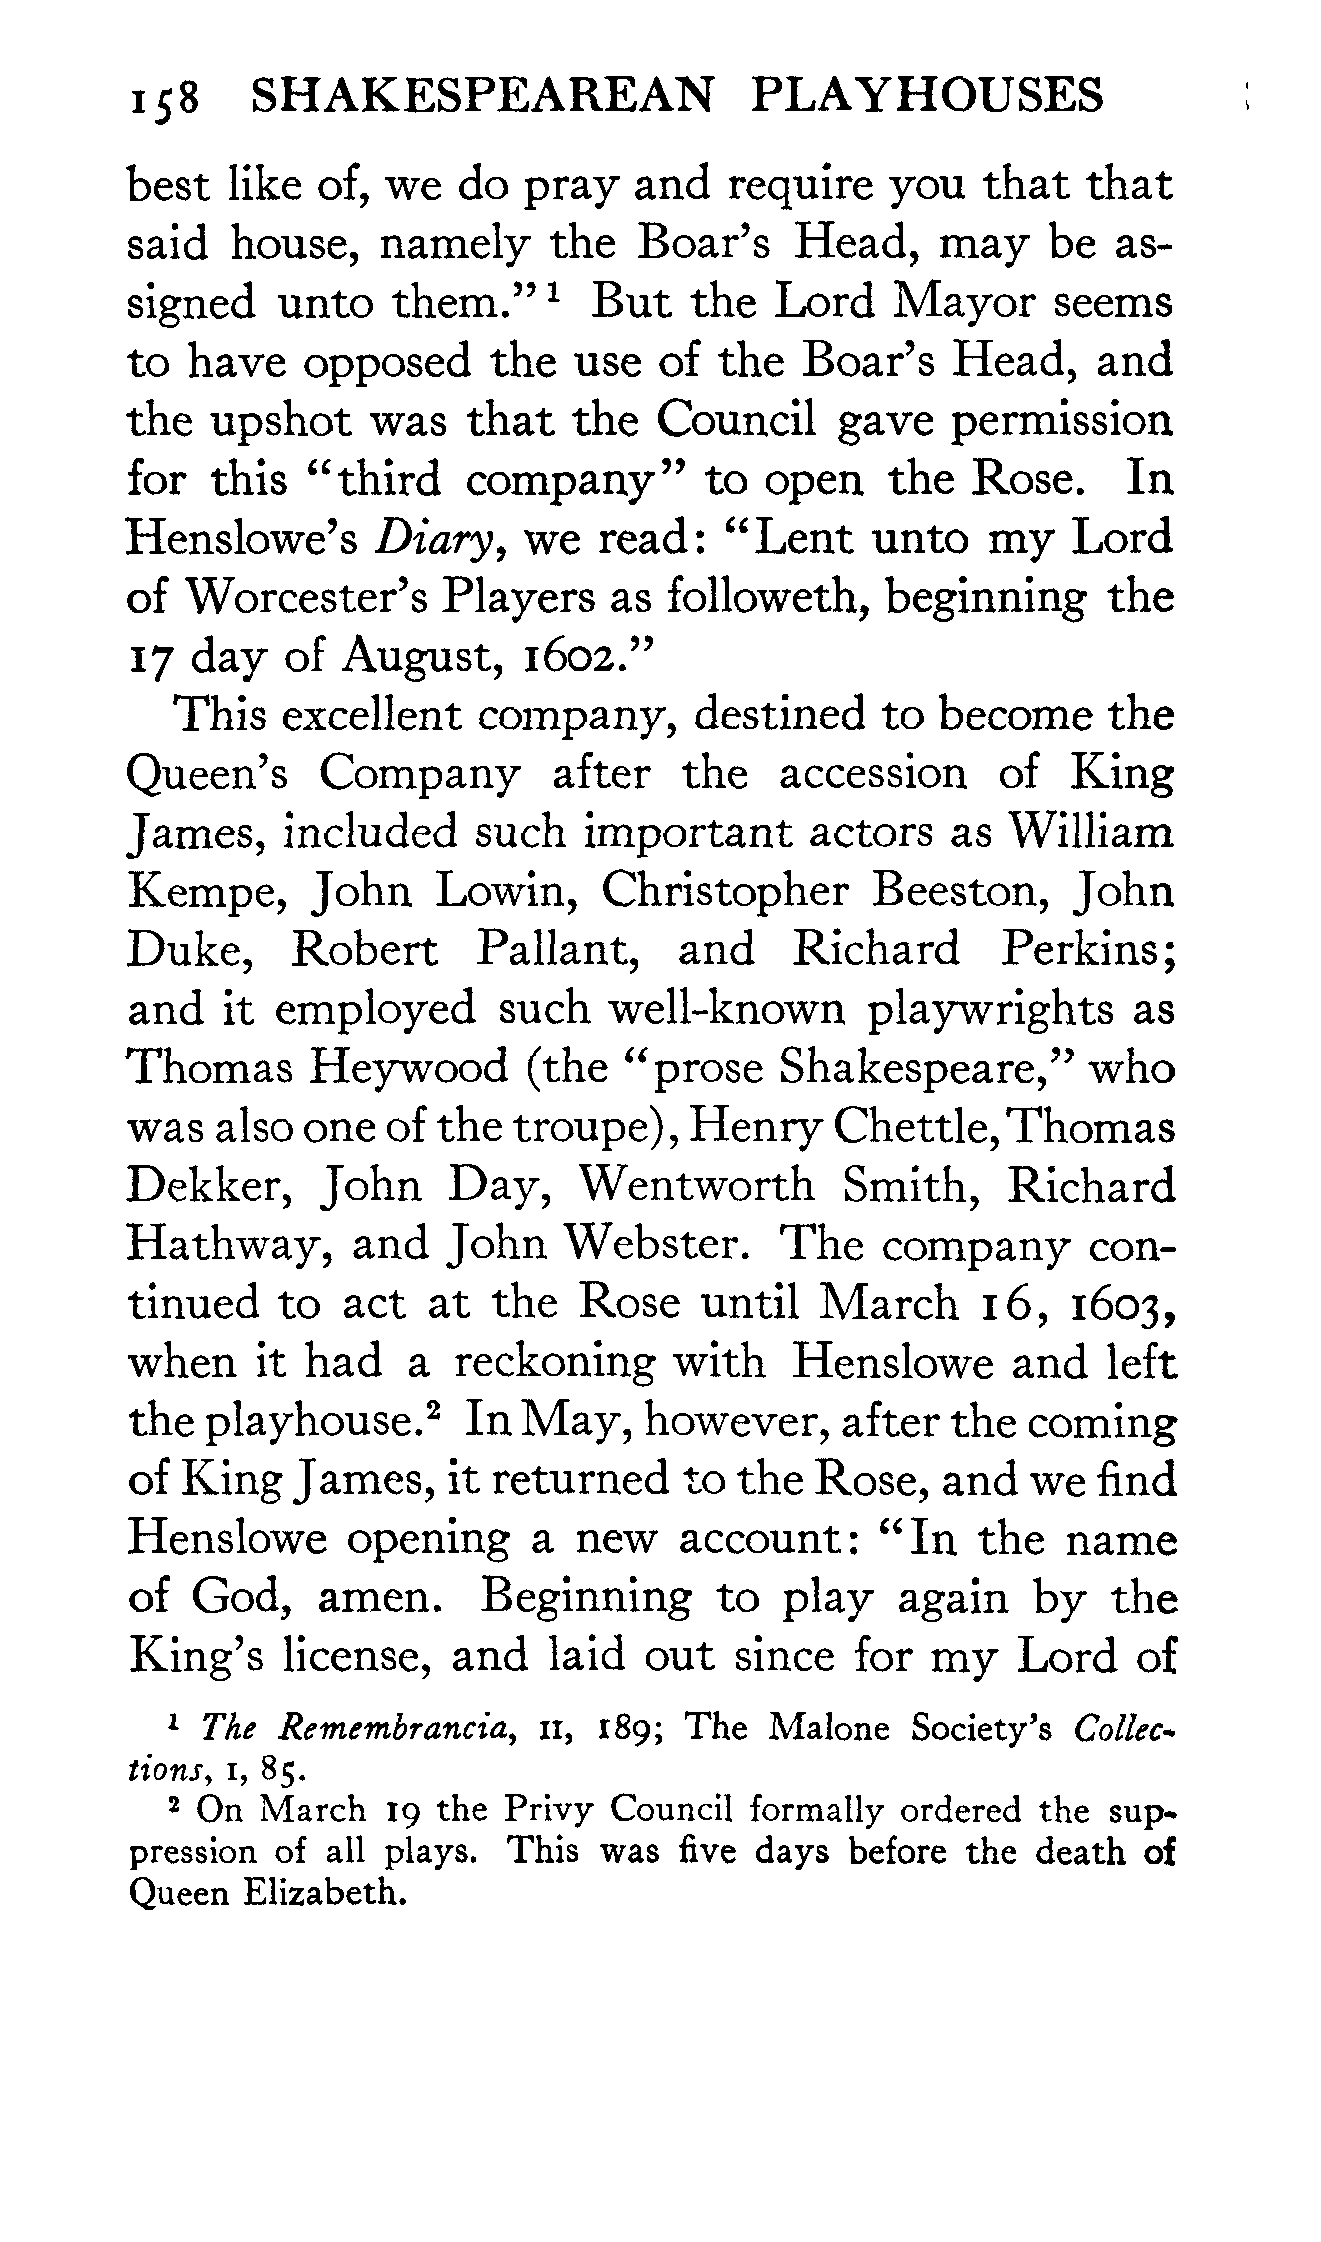 158 SHAKESPEAREAN PLAYHOUSES
best like of, we do pray and require you that that
said house, namely the Boar's Head, may be as-
signed unto them." ¹ But the Lord Mayor seems
to have opposed the use of the Boar's Head, and
the upshot was that the Council gave permission
for this "third company" to open the Rose. In
Henslowe's Diary, we read: "Lent unto my Lord
of Worcester's Players as followeth, beginning the
17 day of August, 1602."
This excellent company, destined to become the
Queen's Company after the accession of King
James, included such important actors as William
Kempe, John Lowin, Christopher Beeston, John
Duke, Robert Pallant, and Richard Perkins;
and it employed such well-known playwrights as
Thomas Heywood (the "prose Shakespeare," who
was also one of the troupe), Henry Chettle, Thomas
Dekker, John Day, Wentworth Smith, Richard
Hathway, and John Webster. The company con-
tinued to act at the Rose until March 16, 1603,
when it had a reckoning with Henslowe and left
the playhouse.² In May, however, after the coming
of King James, it returned to the Rose, and we find
Henslowe opening a new account: "In the name
of God, amen. Beginning to play again by the
King's license, and laid out since for my Lord of
¹ The Remembrancia, II, 189; The Malone Society's Collec-
tions, I, 85.
² On March 19 the Privy Council formally ordered the sup-
pression of all plays. This was five days before the death of
Queen Elizabeth.